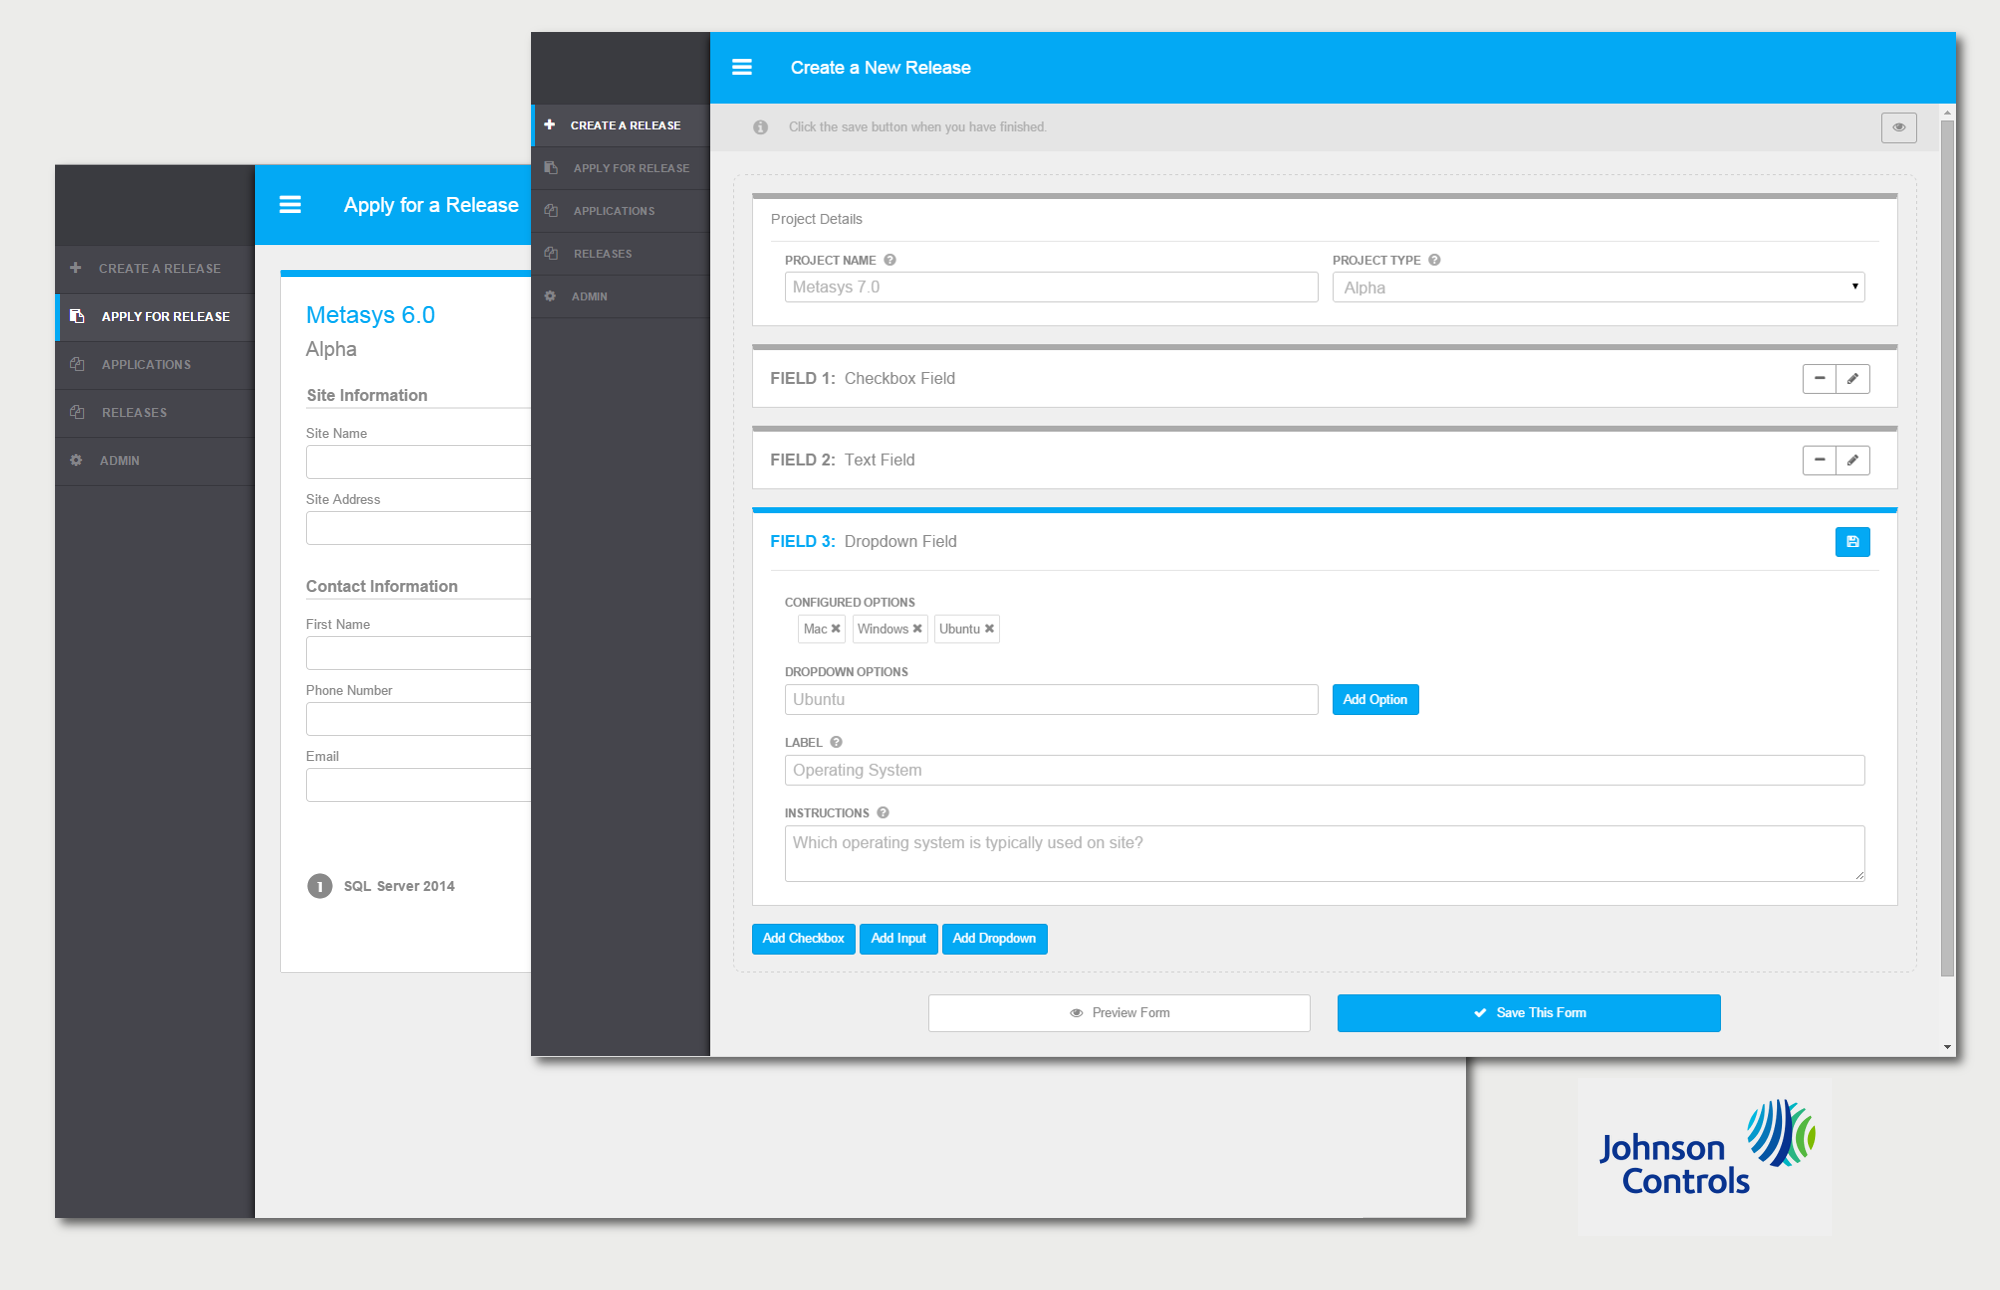 Create a New Release
Click the save button when you have finished.
CREATE A RELEASE
APPLY FOR RELEASE
APPLICATIONS
RELEASES
ADMIN
Project Details
PROJECT NAME
PROJECT TYPE
Metasys 7.0
Alpha
FIELD 1: Checkbox Field
FIELD 2: Text Field
FIELD 3: Dropdown Field
CONFIGURED OPTIONS
Mac
Windows
Ubuntu
DROPDOWN OPTIONS
Ubuntu
Add Option
LABEL
Operating System
INSTRUCTIONS
Which operating system is typically used on site?
Add Checkbox
Add Input
Add Dropdown
Preview Form
Save This Form
Apply for a Release
CREATE A RELEASE
APPLY FOR RELEASE
APPLICATIONS
RELEASES
ADMIN
Metasys 6.0
Alpha
Site Information
Site Name
Site Address
Contact Information
First Name
Phone Number
Email
1 SQL Server 2014
Johnson
Controls